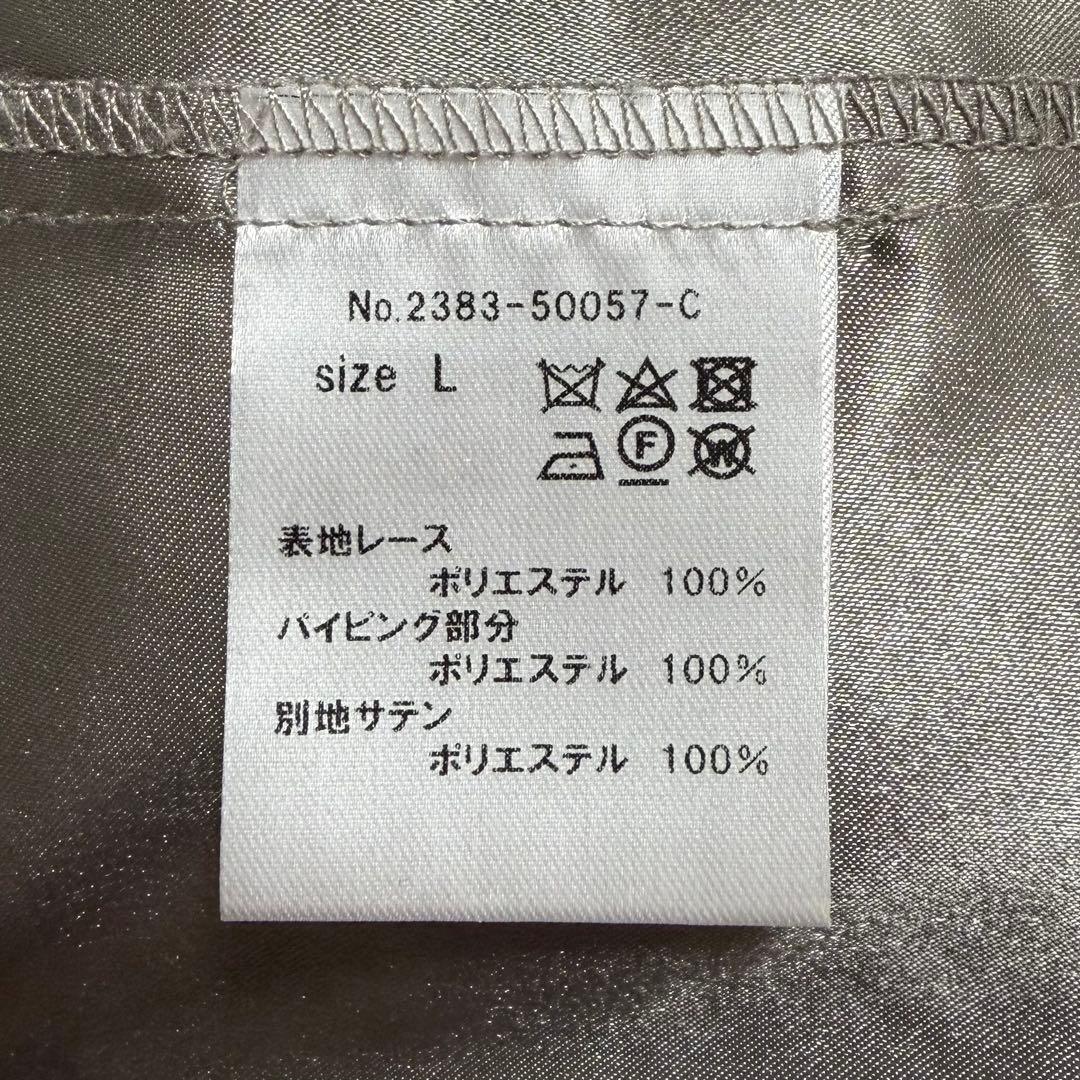 No.2383-50057-C
size L
F
W
表地レース
ポリエステル 100%
パイピング部分
ポリエステル 100%
別地サテン
ポリエステル 100%